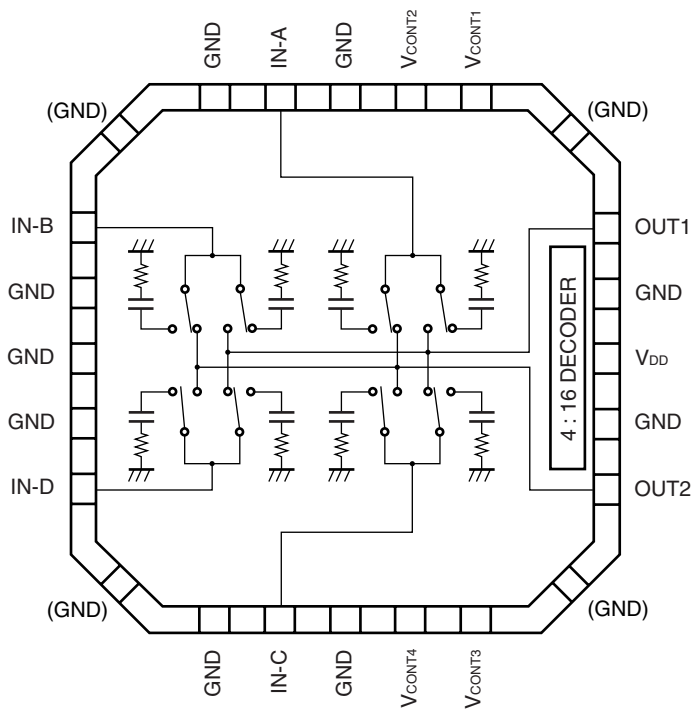 GND
IN-A
GND
VCONT2
VCONT1
(GND)
(GND)
IN-B
OUT1
GND
GND
GND
VDD
GND
GND
IN-D
OUT2
4 : 16 DECODER
(GND)
(GND)
GND
IN-C
GND
VCONT4
VCONT3